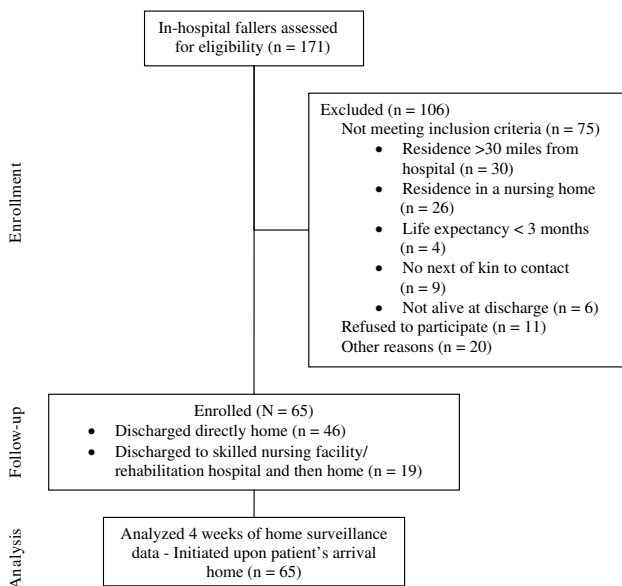 In-hospital fallers assessed
for eligibility (n = 171)
Enrollment
Excluded (n = 106)
Not meeting inclusion criteria (n = 75)
• Residence >30 miles from
hospital (n = 30)
• Residence in a nursing home
(n = 26)
• Life expectancy < 3 months
(n = 4)
• No next of kin to contact
(n = 9)
• Not alive at discharge (n = 6)
Refused to participate (n = 11)
Other reasons (n = 20)
Follow-up
Enrolled (N = 65)
• Discharged directly home (n = 46)
• Discharged to skilled nursing facility/
rehabilitation hospital and then home (n = 19)
Analysis
Analyzed 4 weeks of home surveillance
data - Initiated upon patient's arrival
home (n = 65)